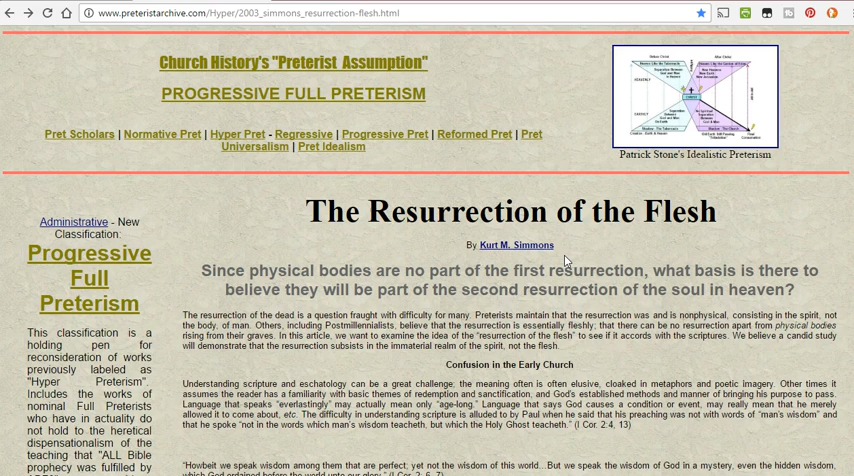 www.preteristarchive.com/Hyper/2003_simmons_resurrection-flesh.html
Church History's "Preterist Assumption"
PROGRESSIVE FULL PRETERISM
Pret Scholars | Normative Pret | Hyper Pret - Regressive | Progressive Pret | Reformed Pret | Pret
Universalism | Pret Idealism
Patrick Stone's Idealistic Preterism
Administrative - New
Classification:
Progressive
Full
Preterism
This classification is a
holding pen for
reconsideration of works
previously labeled as
"Hyper Preterism".
Includes the works of
nominal Full Preterists
who have in actuality do
not hold to the heretical
dispensationalism of the
teaching that "ALL Bible
prophecy was fulfilled by
The Resurrection of the Flesh
By Kurt M. Simmons
Since physical bodies are no part of the first resurrection, what basis is there to
believe they will be part of the second resurrection of the soul in heaven?
The resurrection of the dead is a question fraught with difficulty for many. Preterists maintain that the resurrection was and is nonphysical, consisting in the spirit, not
the body, of man. Others, including Postmillennialists, believe that the resurrection is essentially fleshly; that there can be no resurrection apart from physical bodies
rising from their graves. In this article, we want to examine the idea of the "resurrection of the flesh" to see if it accords with the scriptures. We believe a candid study
will demonstrate that the resurrection subsists in the immaterial realm of the spirit, not the flesh.
Confusion in the Early Church
Understanding scripture and eschatology can be a great challenge; the meaning often is often elusive, cloaked in metaphors and poetic imagery. Other times it
assumes the reader has a familiarity with basic themes of redemption and sanctification, and God's established methods and manner of bringing his purpose to pass.
Language that speaks "everlastingly" may actually mean only "age-long." Language that says God causes a condition or event, may really mean that he merely
allowed it to come about, etc. The difficulty in understanding scripture is alluded to by Paul when he said that his preaching was not with words of "man's wisdom" and
that he spoke "not in the words which man's wisdom teacheth, but which the Holy Ghost teacheth." (I Cor. 2:4, 13)
"Howbeit we speak wisdom among them that are perfect; yet not the wisdom of this world...But we speak the wisdom of God in a mystery, even the hidden wisdom,
which God ordained before the world unto our glory." (I Cor. 2: 6, 7)